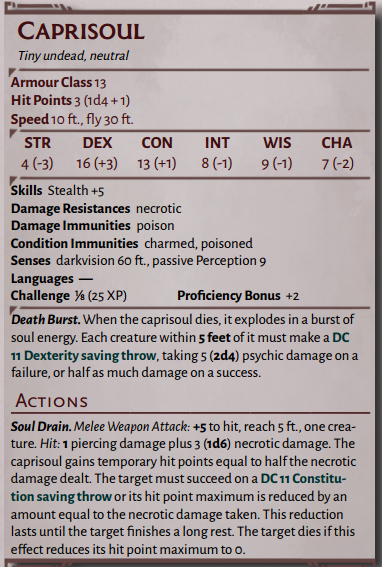 CAPRISOUL
Tiny undead, neutral
Armour Class 13
Hit Points 3 (1d4 + 1)
Speed 10 ft., fly 30 ft.
STR DEX CON INT WIS CHA
4 (-3) 16 (+3) 13 (+1) 8 (-1) 9 (-1) 7 (-2)
Skills Stealth +5
Damage Resistances necrotic
Damage Immunities poison
Condition Immunities charmed, poisoned
Senses darkvision 60 ft., passive Perception 9
Languages —
Challenge ⅛ (25 XP) Proficiency Bonus +2
Death Burst. When the caprisoul dies, it explodes in a burst of
soul energy. Each creature within 5 feet of it must make a DC
11 Dexterity saving throw, taking 5 (2d4) psychic damage on a
failure, or half as much damage on a success.
ACTIONS
Soul Drain. Melee Weapon Attack: +5 to hit, reach 5 ft., one crea-
ture. Hit: 1 piercing damage plus 3 (1d6) necrotic damage. The
caprisoul gains temporary hit points equal to half the necrotic
damage dealt. The target must succeed on a DC 11 Constitu-
tion saving throw or its hit point maximum is reduced by an
amount equal to the necrotic damage taken. This reduction
lasts until the target finishes a long rest. The target dies if this
effect reduces its hit point maximum to 0.